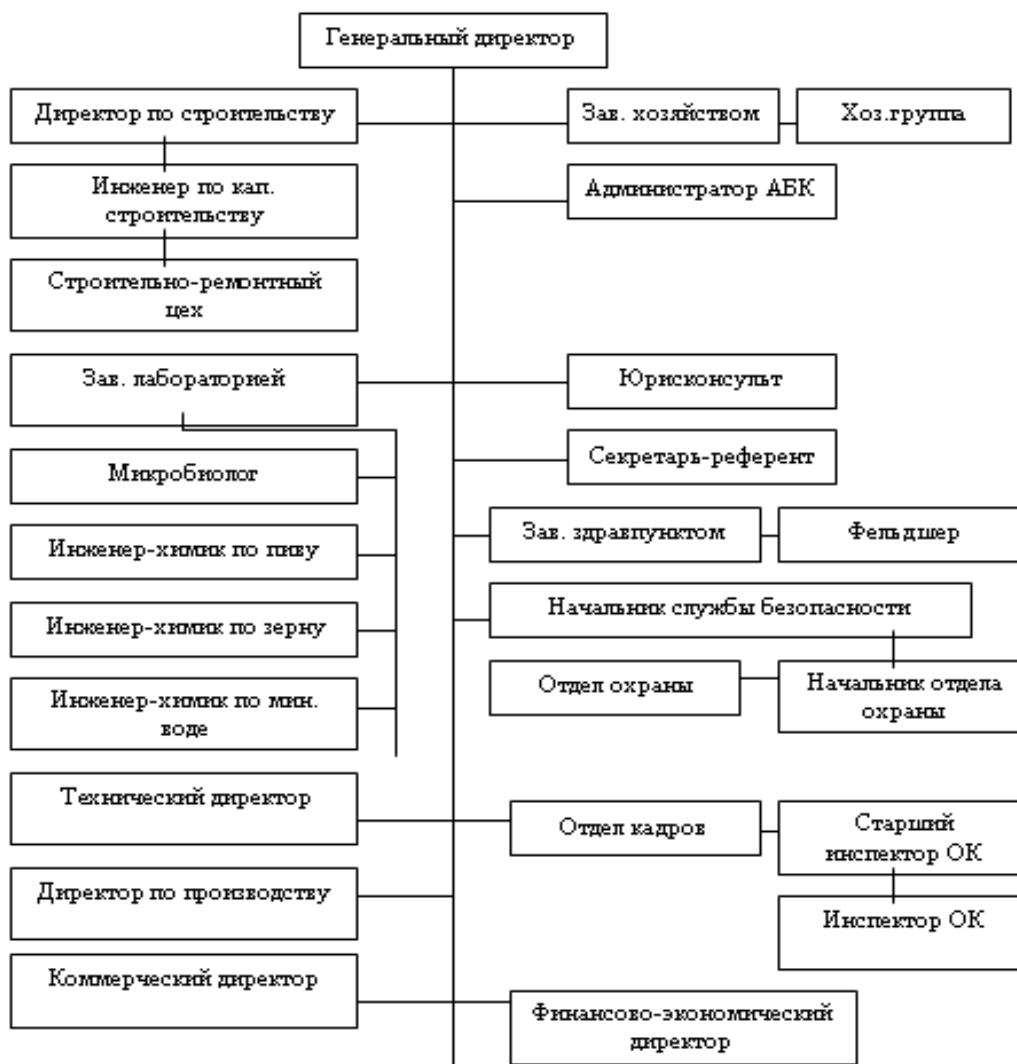 Генеральный директор
Директор по строительству
Зав. хозяйством
Хоз.группа
Инженер по кап.
строительству
Администратор АБК
Строительно-ремонтный
цех
Зав. лабораторией
Юрисконсульт
Микробиолог
Секретарь-референт
Инженер-химик по пиву
Зав. здравпунктом
Фельдшер
Инженер-химик по зерну
Начальник службы безопасности
Инженер-химик по мин.
воде
Отдел охраны
Начальник отдела
охраны
Технический директор
Отдел кадров
Старший
инспектор ОК
Директор по производству
Инспектор ОК
Коммерческий директор
Финансово-экономический
директор